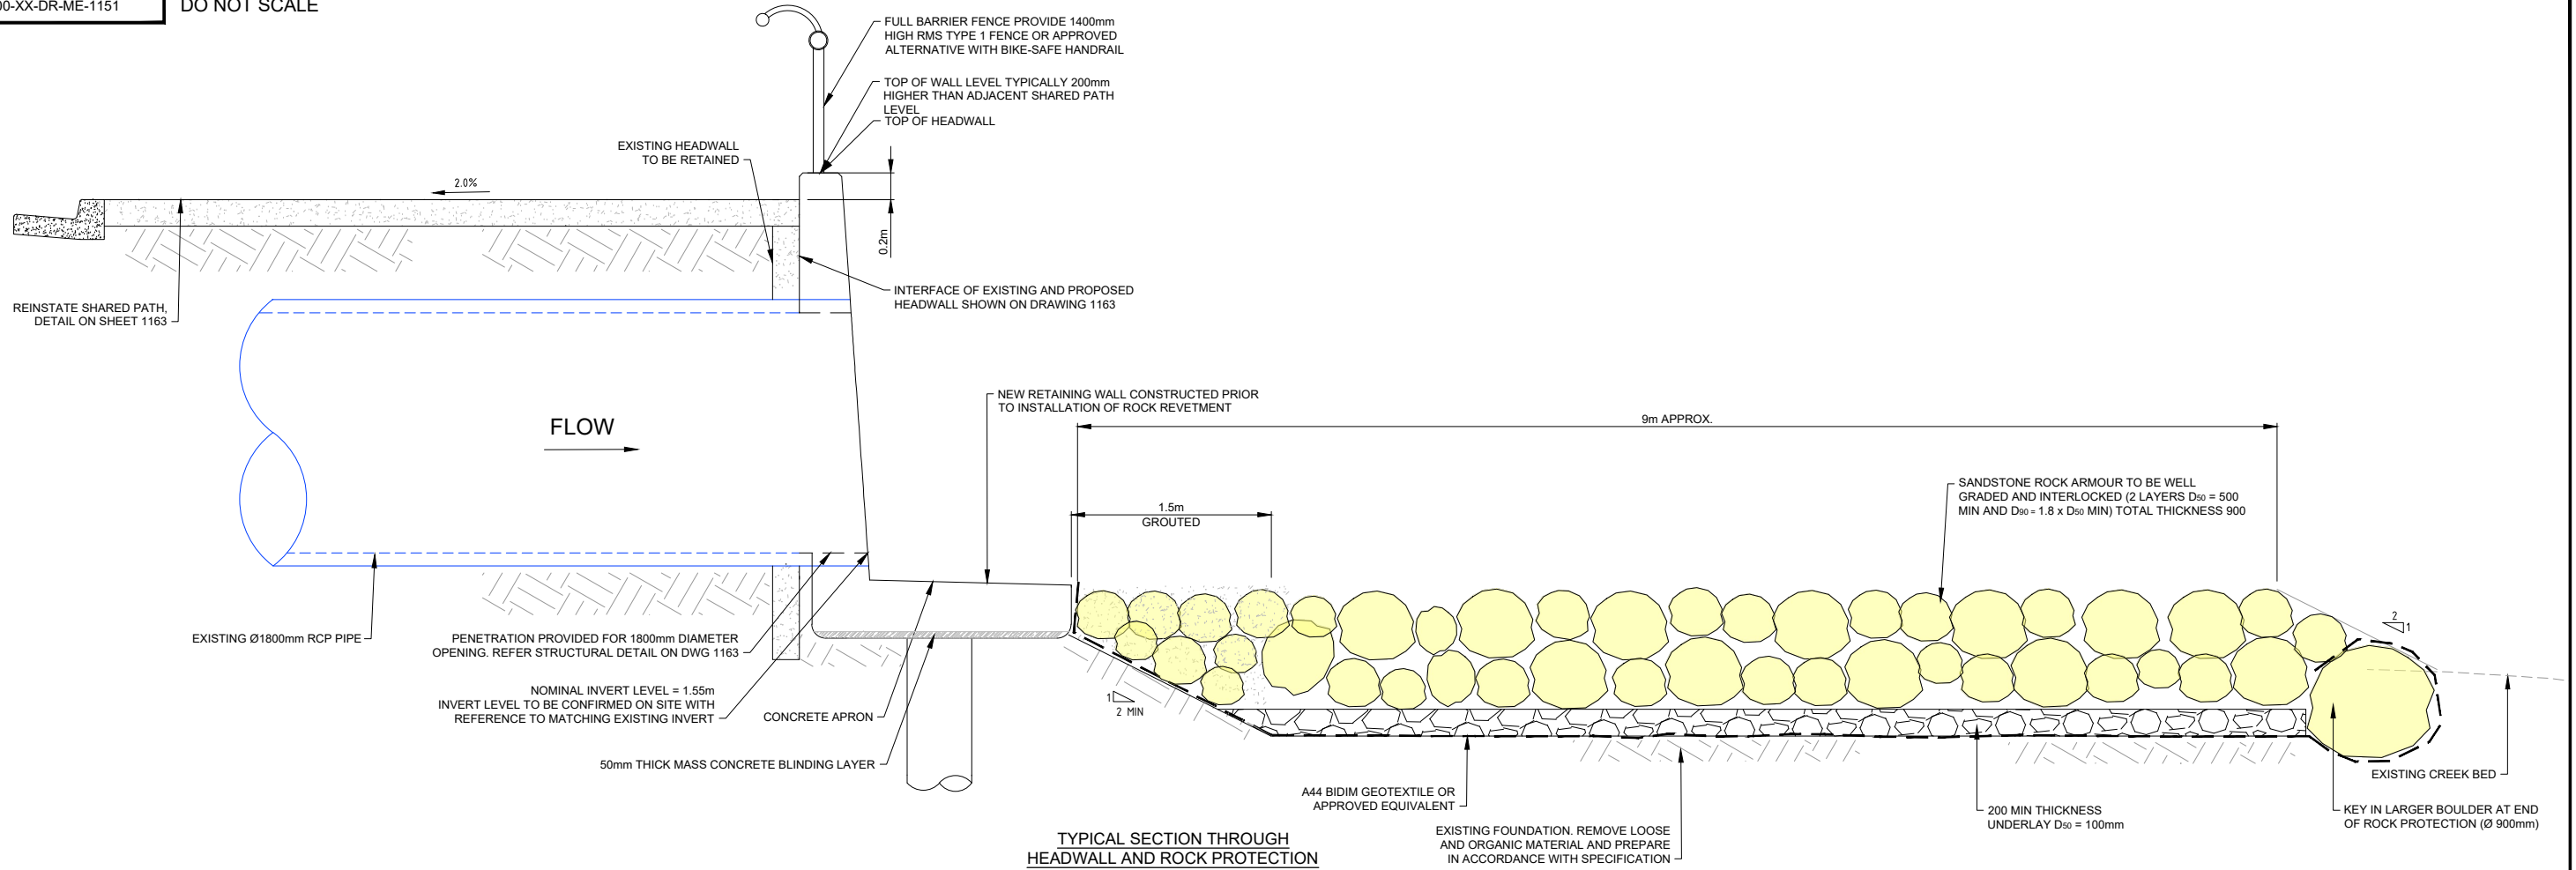 00-XX-DR-ME-1151
DO NOT SCALE
FULL BARRIER FENCE PROVIDE 1400mm
HIGH RMS TYPE 1 FENCE OR APPROVED
ALTERNATIVE WITH BIKE-SAFE HANDRAIL
TOP OF WALL LEVEL TYPICALLY 200mm
HIGHER THAN ADJACENT SHARED PATH
LEVEL
TOP OF HEADWALL
EXISTING HEADWALL
TO BE RETAINED
2.0%
0.2m
REINSTATE SHARED PATH,
DETAIL ON SHEET 1163
INTERFACE OF EXISTING AND PROPOSED
HEADWALL SHOWN ON DRAWING 1163
FLOW
NEW RETAINING WALL CONSTRUCTED PRIOR
TO INSTALLATION OF ROCK REVETMENT
9m APPROX.
1.5m
GROUTED
SANDSTONE ROCK ARMOUR TO BE WELL
GRADED AND INTERLOCKED (2 LAYERS D50 = 500
MIN AND D90 = 1.8 x D50 MIN) TOTAL THICKNESS 900
2
1
EXISTING Ø1800mm RCP PIPE
PENETRATION PROVIDED FOR 1800mm DIAMETER
OPENING. REFER STRUCTURAL DETAIL ON DWG 1163
NOMINAL INVERT LEVEL = 1.55m
INVERT LEVEL TO BE CONFIRMED ON SITE WITH
REFERENCE TO MATCHING EXISTING INVERT
CONCRETE APRON
50mm THICK MASS CONCRETE BLINDING LAYER
1
2 MIN
A44 BIDIM GEOTEXTILE OR
APPROVED EQUIVALENT
EXISTING FOUNDATION. REMOVE LOOSE
AND ORGANIC MATERIAL AND PREPARE
IN ACCORDANCE WITH SPECIFICATION
200 MIN THICKNESS
UNDERLAY D50 = 100mm
EXISTING CREEK BED
KEY IN LARGER BOULDER AT END
OF ROCK PROTECTION (Ø 900mm)
TYPICAL SECTION THROUGH
HEADWALL AND ROCK PROTECTION